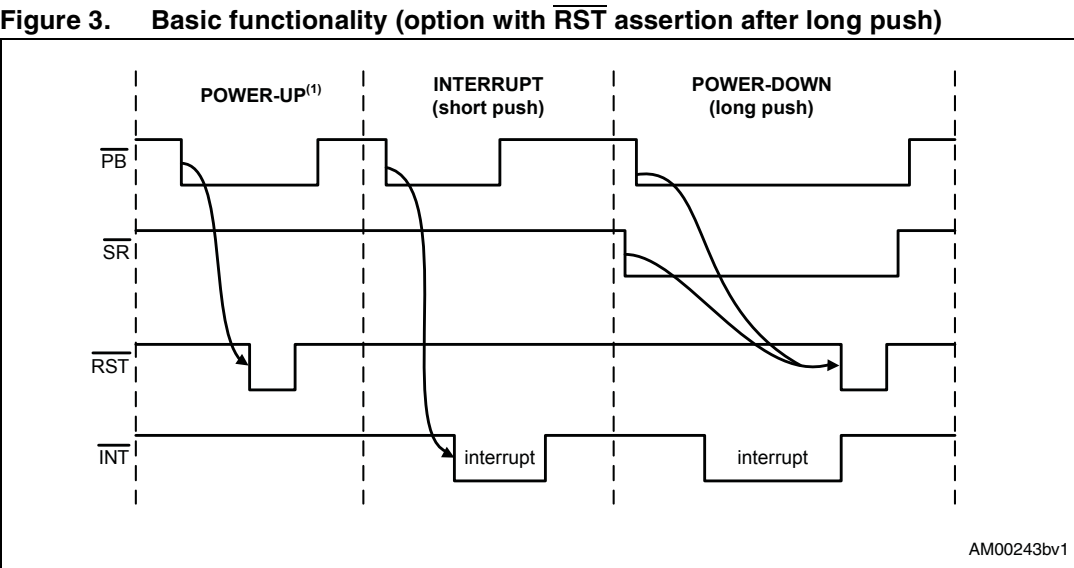 Figure 3. Basic functionality (option with RST assertion after long push)
POWER-UP(1)
INTERRUPT
(short push)
POWER-DOWN
(long push)
PB
SR
RST
INT
interrupt
interrupt
AM00243bv1